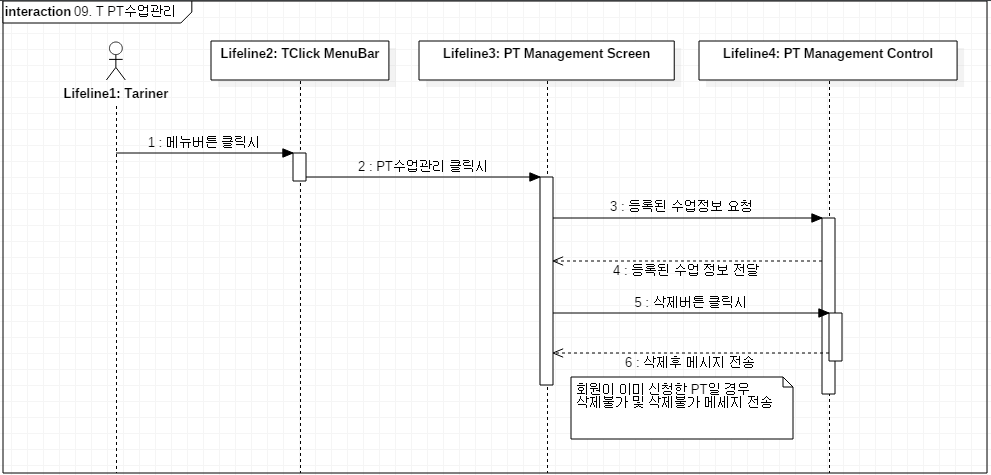 interaction 09. T PT수업관리
Lifeline1: Tariner
Lifeline2: TClick MenuBar
Lifeline3: PT Management Screen
Lifeline4: PT Management Control
1 : 메뉴버튼 클릭시
2 : PT수업관리 클릭시
3 : 등록된 수업정보 요청
4 : 등록된 수업 정보 전달
5 : 삭제버튼 클릭시
6 : 삭제후 메시지 전송
회원이 이미 신청한 PT일 경우
삭제불가 및 삭제불가 메세지 전송